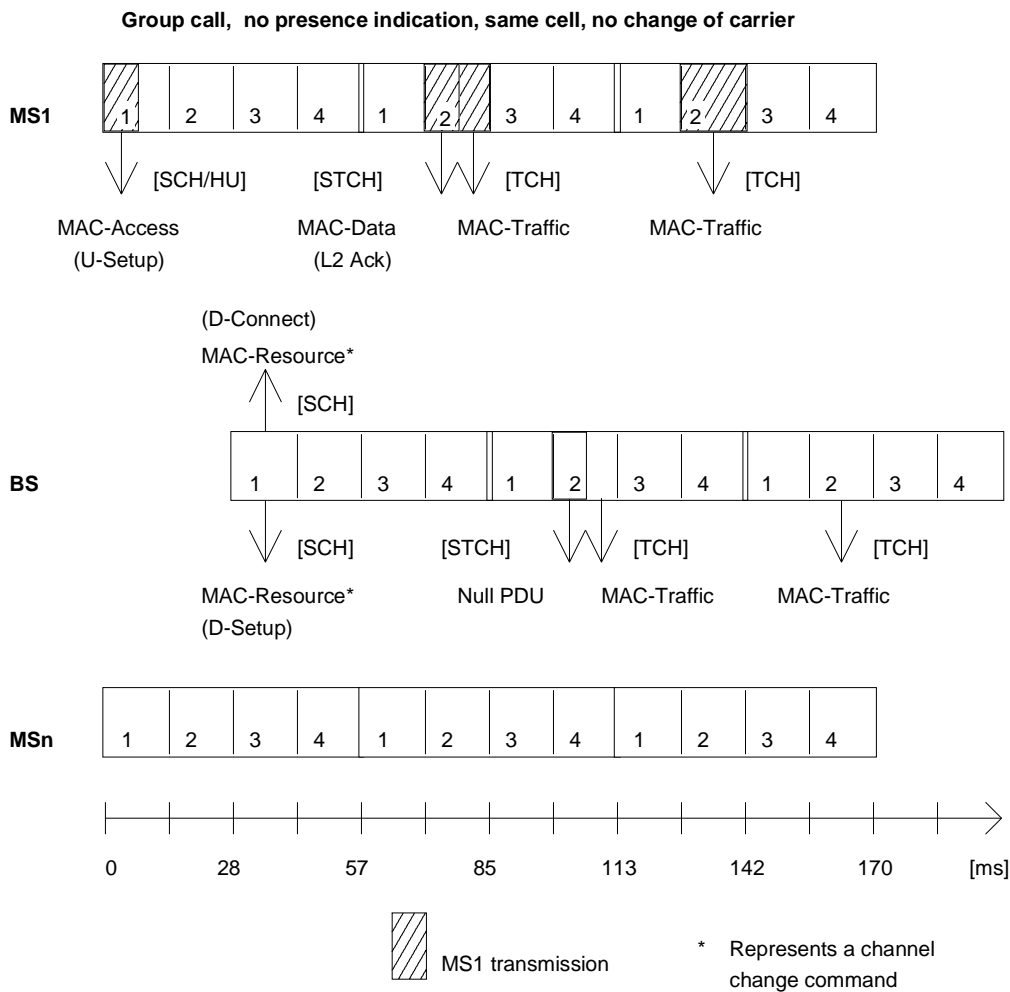 Group call, no presence indication, same cell, no change of carrier
MS1
1 2 3 4 1 2 3 4 1 2 3 4
[SCH/HU] [STCH] [TCH] [TCH]
MAC-Access MAC-Data MAC-Traffic MAC-Traffic
(U-Setup) (L2 Ack)
(D-Connect)
MAC-Resource*
[SCH]
BS
1 2 3 4 1 2 3 4 1 2 3 4
[SCH] [STCH] [TCH] [TCH]
MAC-Resource* Null PDU MAC-Traffic MAC-Traffic
(D-Setup)
MSn
1 2 3 4 1 2 3 4 1 2 3 4
0 28 57 85 113 142 170 [ms]
MS1 transmission
* Represents a channel
change command